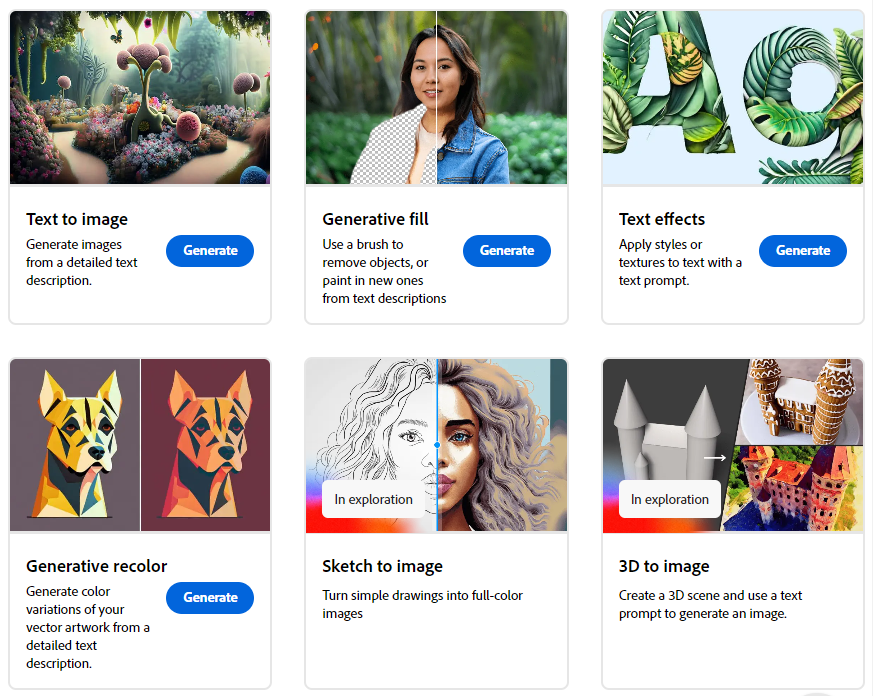 Ao
Text to image
Generate images
from a detailed text
description.
Generate
Generative fill
Use a brush to
remove objects, or
paint in new ones
from text descriptions
Generate
Text effects
Apply styles or
textures to text with a
text prompt.
Generate
In exploration
In exploration
Generative recolor
Generate color
variations of your
vector artwork from a
detailed text
description.
Generate
Sketch to image
Turn simple drawings into full-color
images
3D to image
Create a 3D scene and use a text
prompt to generate an image.